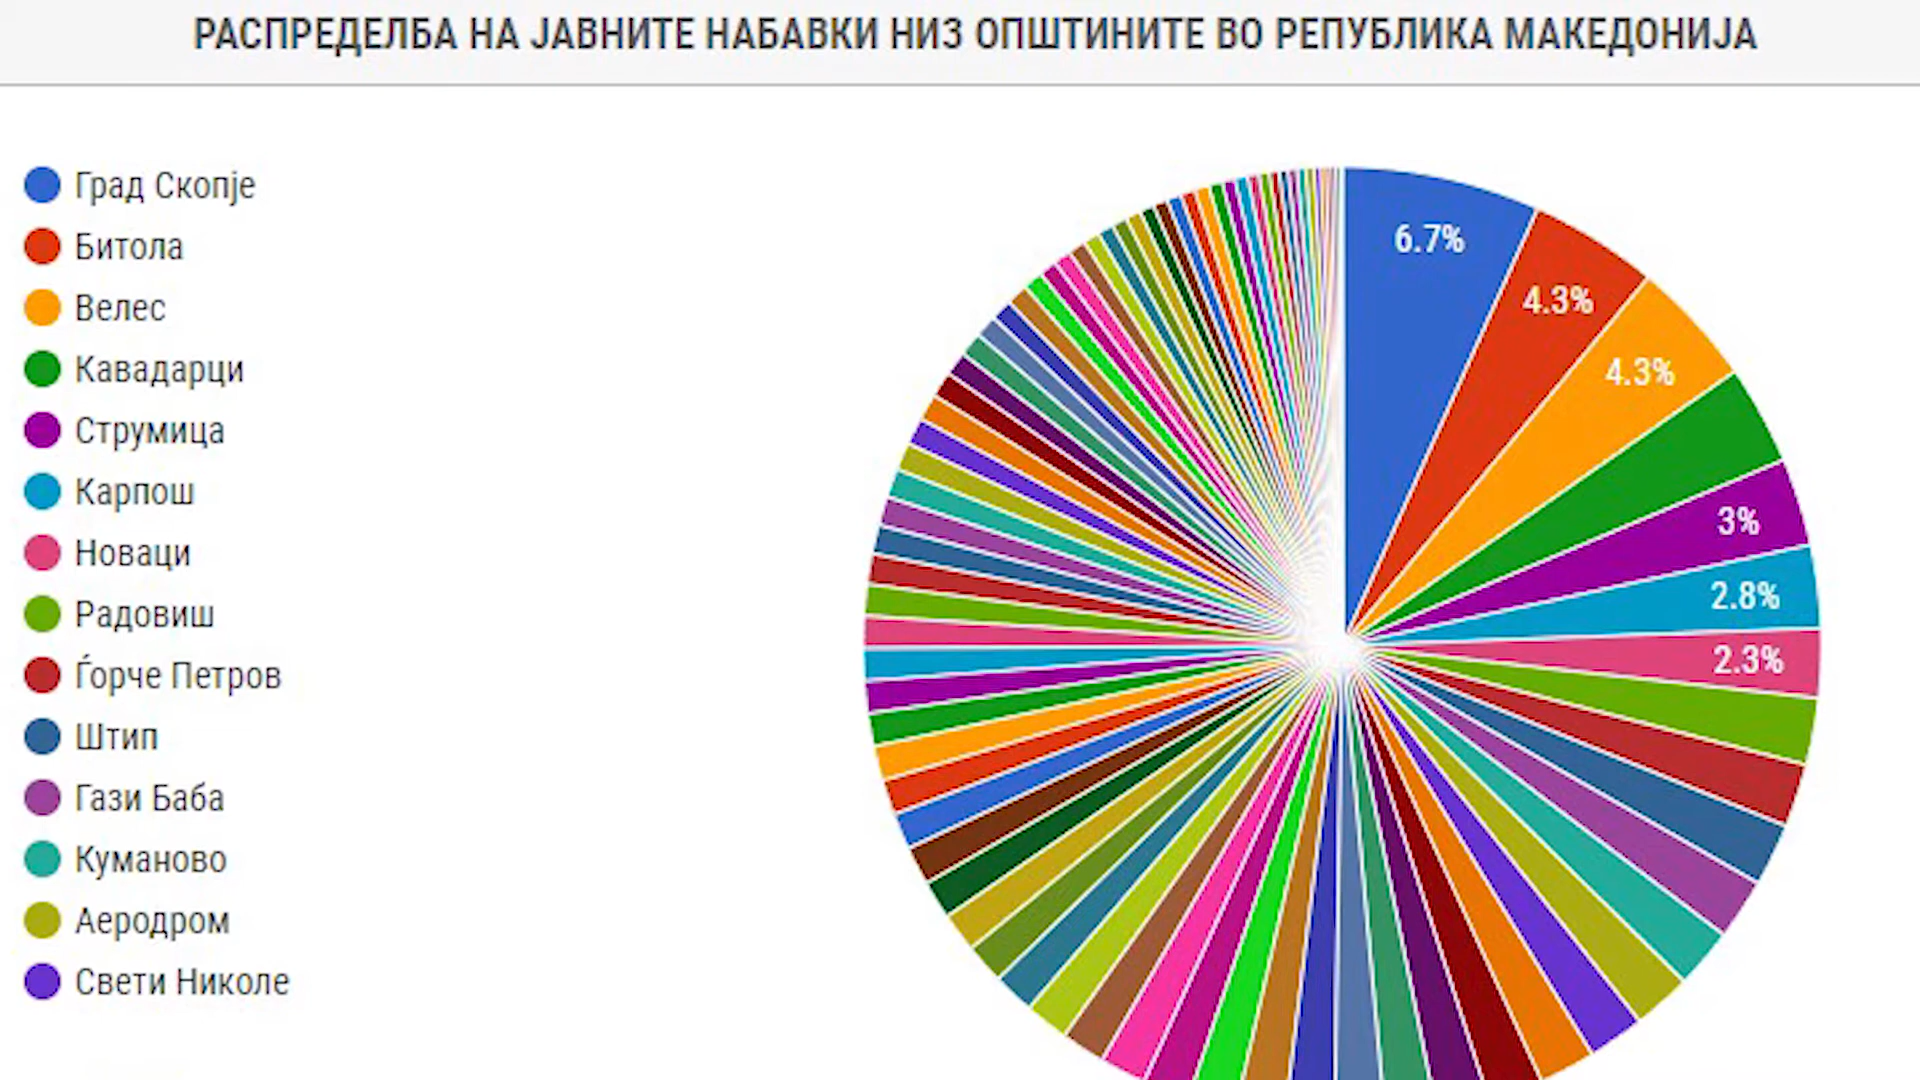 РАСПРЕДЕЛБА НА ЈАВНИТЕ НАБАВКИ НИЗ ОПШТИНИТЕ ВО РЕПУБЛИКА МАКЕДОНИЈА
Град Скопје
Битола
Велес
Кавадарци
Струмица
Карпош
Новаци
Радовиш
Ѓорче Петров
Штип
Гази Баба
Куманово
Аеродром
Свети Николе
6.7%
4.3%
4.3%
3%
2.8%
2.3%